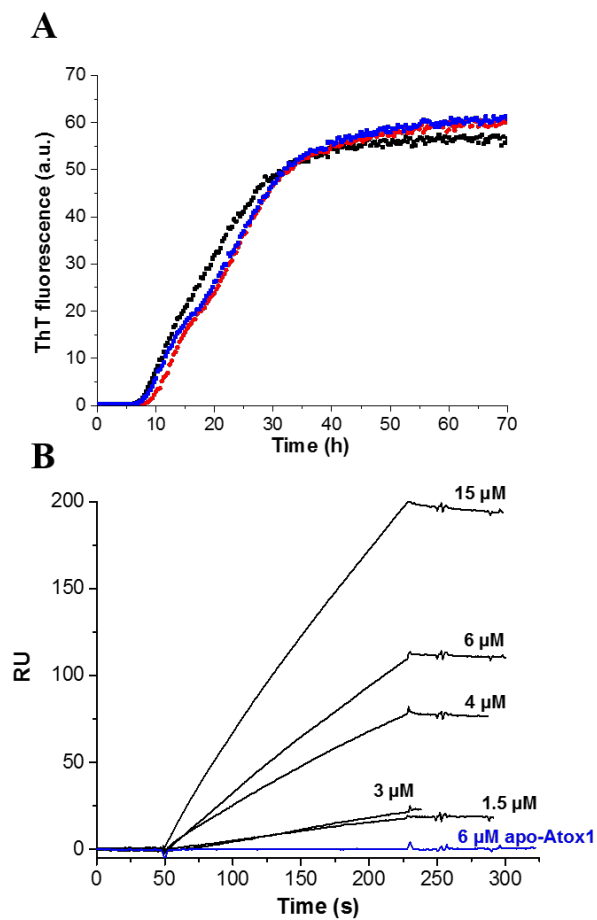 A
ThT fluorescence (a.u.)
70
60
50
40
30
20
10
0
0 10 20 30 40 50 60 70
Time (h)
B
RU
200
150
100
50
0
15 µM
6 µM
4 µM
3 µM
1.5 µM
6 µM apo-Atox1
0 50 100 150 200 250 300
Time (s)